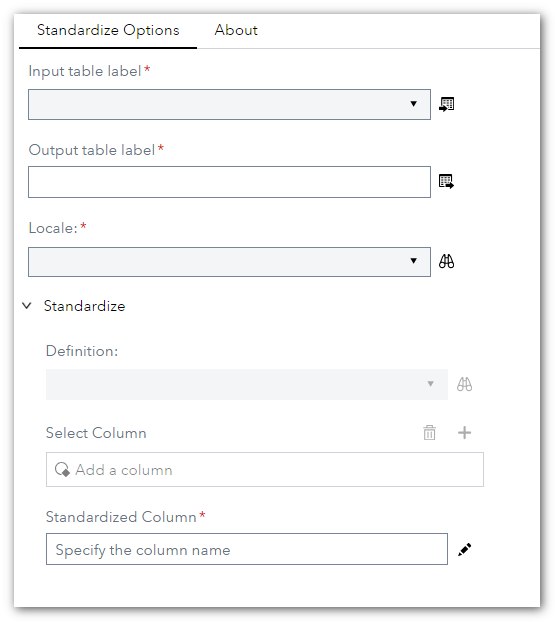 Standardize Options About
Input table label*
Output table label*
Locale:*
Standardize
Definition:
Select Column
Add a column
Standardized Column*
Specify the column name